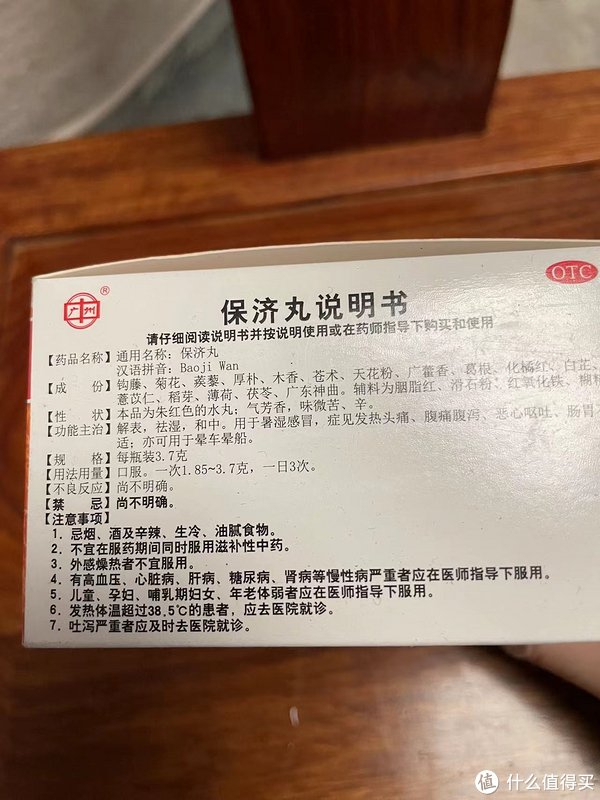 广州
®
OTC
保济丸说明书
请仔细阅读说明书并按说明使用或在药师指导下购买和使用
【药品名称】通用名称：保济丸
汉语拼音：Baoji Wan
【成　　份】钩藤、菊花、蒺藜、厚朴、木香、苍术、天花粉、广藿香、葛根、化橘红、白芷、
薏苡仁、稻芽、薄荷、茯苓、广东神曲。辅料为胭脂红、滑石粉、红氧化铁、糊精
【性　　状】本品为朱红色的水丸；气芳香，味微苦、辛。
【功能主治】解表，祛湿，和中。用于暑湿感冒，症见发热头痛、腹痛腹泻、恶心呕吐、肠胃不
适；亦可用于晕车晕船。
【规　　格】每瓶装3.7克
【用法用量】口服。一次1.85~3.7克，一日3次。
【不良反应】尚不明确。
【禁　　忌】尚不明确。
【注意事项】
1．忌烟、酒及辛辣、生冷、油腻食物。
2．不宜在服药期间同时服用滋补性中药。
3．外感燥热者不宜服用。
4．有高血压、心脏病、肝病、糖尿病、肾病等慢性病严重者应在医师指导下服用。
5．儿童、孕妇、哺乳期妇女、年老体弱者应在医师指导下服用。
6．发热体温超过38.5℃的患者，应去医院就诊。
7．吐泻严重者应及时去医院就诊。
值 什么值得买